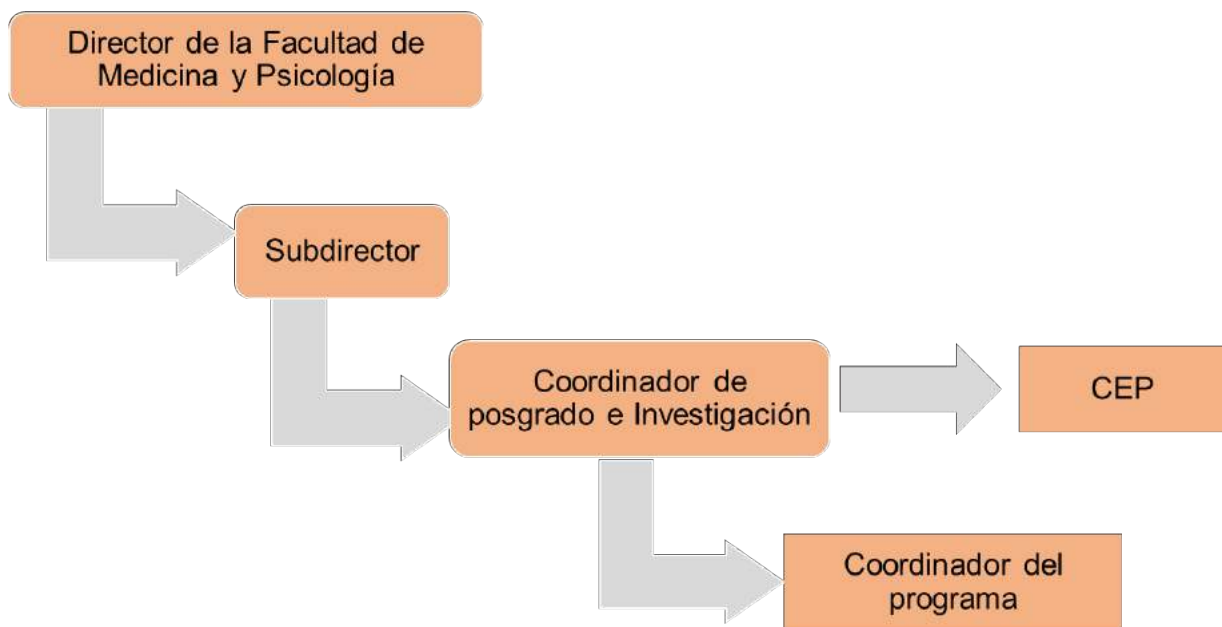 Director de la Facultad de
Medicina y Psicología
Subdirector
Coordinador de
posgrado e Investigación
CEP
Coordinador del
programa